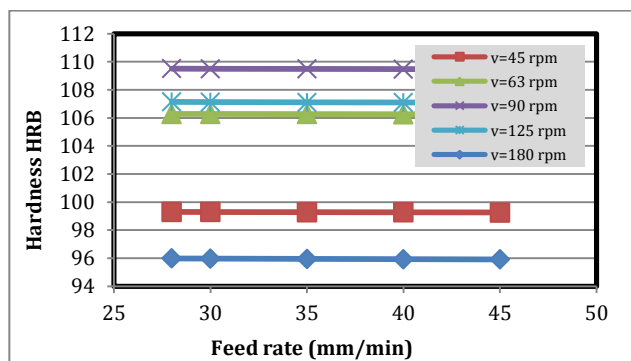 Hardness HRB
112
110
108
106
104
102
100
98
96
94
25
30
35
40
45
50
Feed rate (mm/min)
v=45 rpm
v=63 rpm
v=90 rpm
v=125 rpm
v=180 rpm